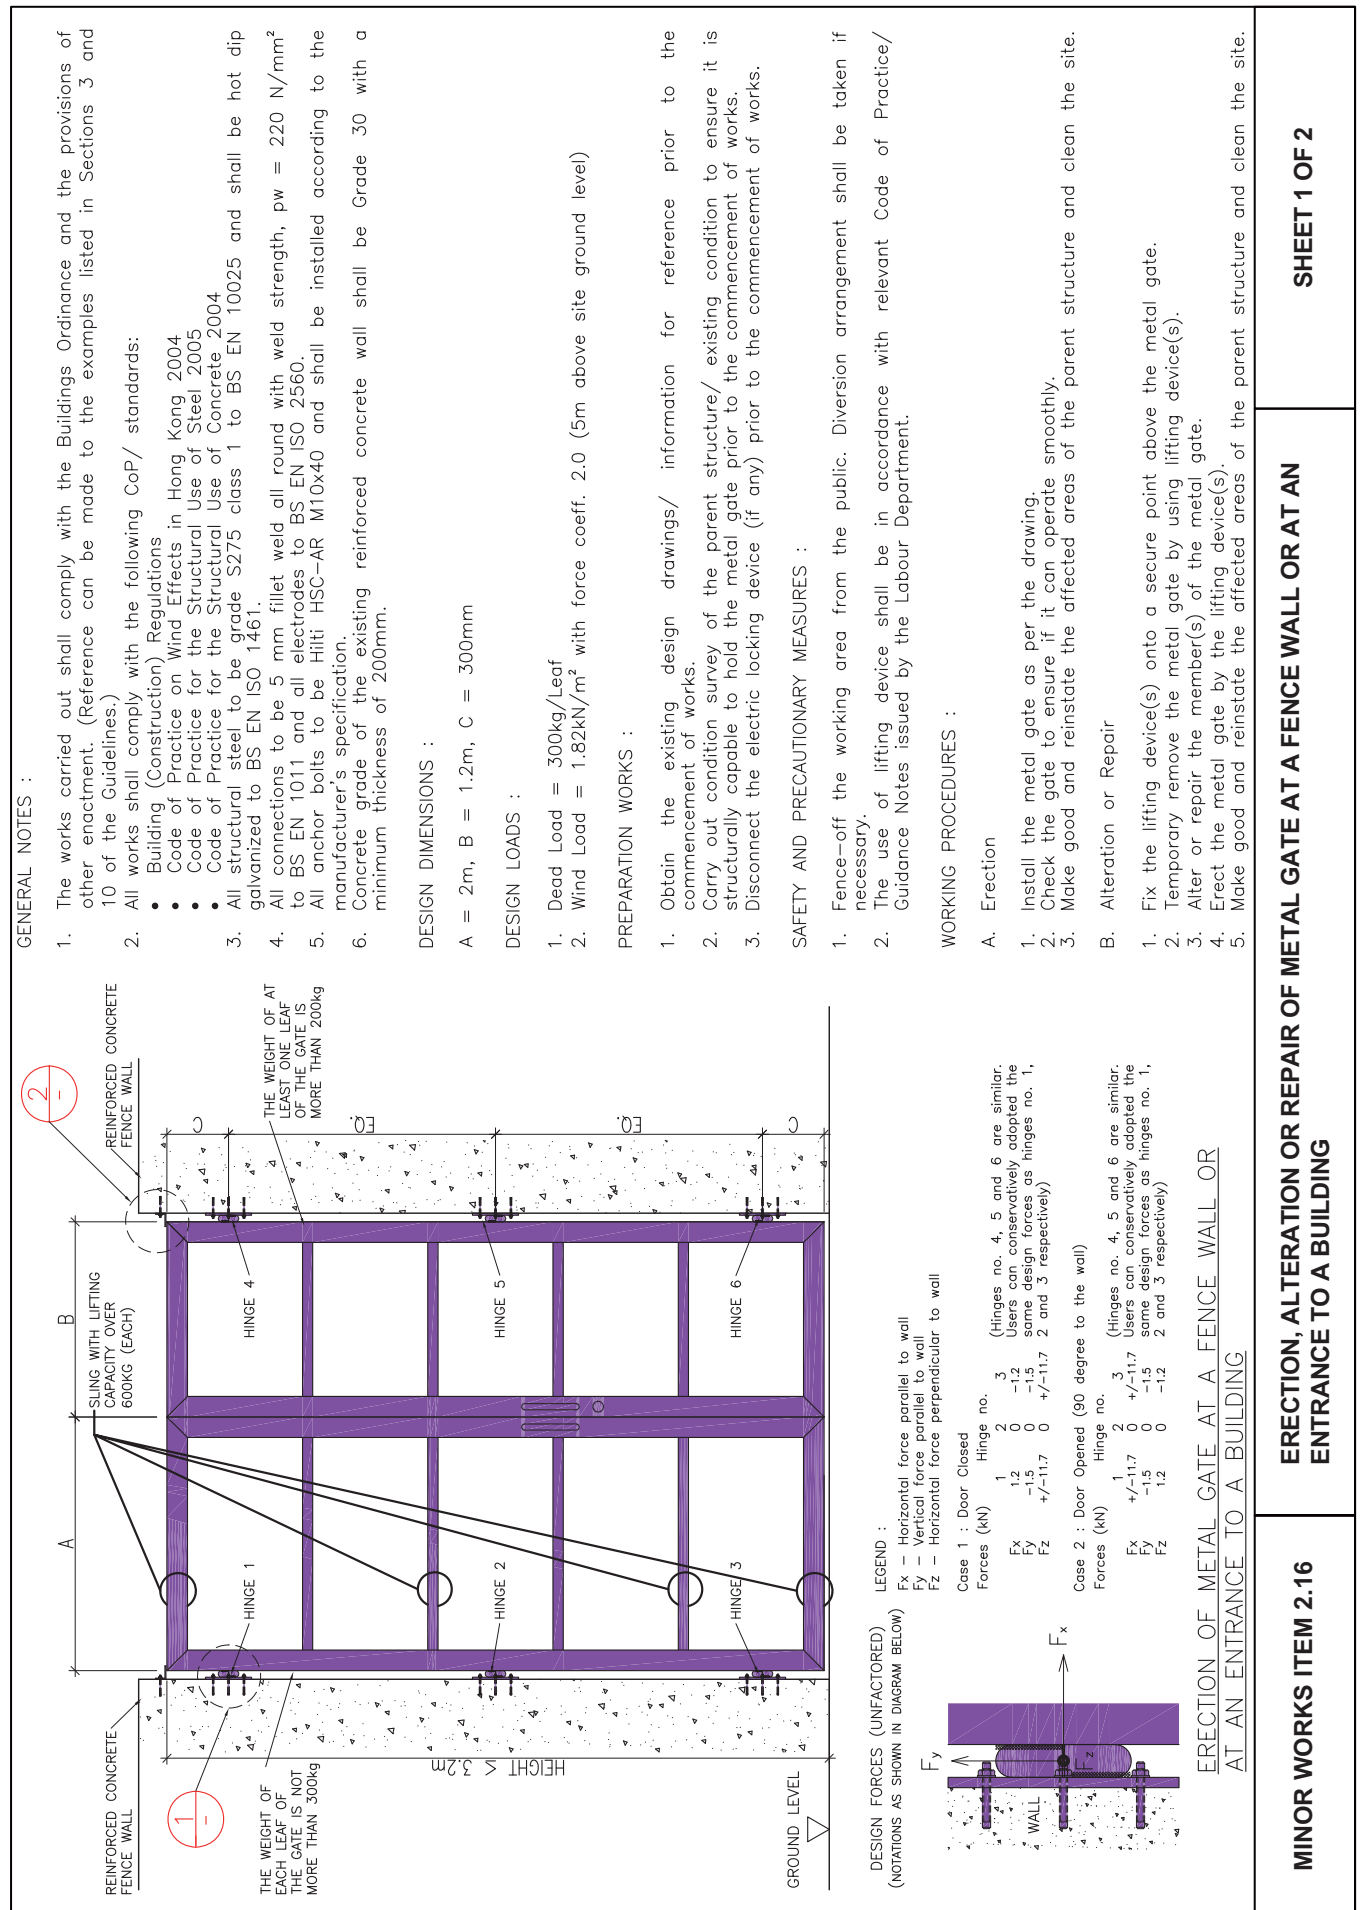 REINFORCED CONCRETE
FENCE WALL
1
-
THE WEIGHT OF
EACH LEAF OF
THE GATE IS NOT
MORE THAN 300kg
HEIGHT ≤ 3.2m
GROUND LEVEL
A
B
SLING WITH LIFTING
CAPACITY OVER
600KG (EACH)
HINGE 1
HINGE 2
HINGE 3
HINGE 4
HINGE 5
HINGE 6
2
-
REINFORCED CONCRETE
FENCE WALL
THE WEIGHT OF AT
LEAST ONE LEAF
OF THE GATE IS
MORE THAN 200kg
C
EQ.
EQ.
C
DESIGN FORCES (UNFACTORED)
(NOTATIONS AS SHOWN IN DIAGRAM BELOW)
Fy
Fx
Fz
WALL
LEGEND :
Fx – Horizontal force parallel to wall
Fy – Vertical force parallel to wall
Fz – Horizontal force perpendicular to wall
Case 1 : Door Closed
Forces (kN) Hinge no.
1 2 3 (Hinges no. 4, 5 and 6 are similar.
Fx 1.2 0 -1.2 Users can conservatively adopted the
Fy -1.5 0 -1.5 same design forces as hinges no. 1,
Fz +/-11.7 0 +/-11.7 2 and 3 respectively)
Case 2 : Door Opened (90 degree to the wall)
Forces (kN) Hinge no.
1 2 3 (Hinges no. 4, 5 and 6 are similar.
Fx +/-11.7 0 +/-11.7 Users can conservatively adopted the
Fy -1.5 0 -1.5 same design forces as hinges no. 1,
Fz 1.2 0 -1.2 2 and 3 respectively)
ERECTION OF METAL GATE AT A FENCE WALL OR
AT AN ENTRANCE TO A BUILDING
GENERAL NOTES :
1. The works carried out shall comply with the Buildings Ordinance and the provisions of
other enactment. (Reference can be made to the examples listed in Sections 3 and
10 of the Guidelines.)
2. All works shall comply with the following CoP/ standards:
• Building (Construction) Regulations
• Code of Practice on Wind Effects in Hong Kong 2004
• Code of Practice for the Structural Use of Steel 2005
• Code of Practice for the Structural Use of Concrete 2004
3. All structural steel to be grade S275 class 1 to BS EN 10025 and shall be hot dip
galvanized to BS EN ISO 1461.
4. All connections to be 5 mm fillet weld all round with weld strength, pw = 220 N/mm²
to BS EN 1011 and all electrodes to BS EN ISO 2560.
5. All anchor bolts to be Hilti HSC–AR M10x40 and shall be installed according to the
manufacturer's specification.
6. Concrete grade of the existing reinforced concrete wall shall be Grade 30 with a
minimum thickness of 200mm.
DESIGN DIMENSIONS :
A = 2m, B = 1.2m, C = 300mm
DESIGN LOADS :
1. Dead Load = 300kg/Leaf
2. Wind Load = 1.82kN/m² with force coeff. 2.0 (5m above site ground level)
PREPARATION WORKS :
1. Obtain the existing design drawings/ information for reference prior to the
commencement of works.
2. Carry out condition survey of the parent structure/ existing condition to ensure it is
structurally capable to hold the metal gate prior to the commencement of works.
3. Disconnect the electric locking device (if any) prior to the commencement of works.
SAFETY AND PRECAUTIONARY MEASURES :
1. Fence–off the working area from the public. Diversion arrangement shall be taken if
necessary.
2. The use of lifting device shall be in accordance with relevant Code of Practice/
Guidance Notes issued by the Labour Department.
WORKING PROCEDURES :
A. Erection
1. Install the metal gate as per the drawing.
2. Check the gate to ensure if it can operate smoothly.
3. Make good and reinstate the affected areas of the parent structure and clean the site.
B. Alteration or Repair
1. Fix the lifting device(s) onto a secure point above the metal gate.
2. Temporary remove the metal gate by using lifting device(s).
3. Alter or repair the member(s) of the metal gate.
4. Erect the metal gate by the lifting device(s).
5. Make good and reinstate the affected areas of the parent structure and clean the site.
MINOR WORKS ITEM 2.16
ERECTION, ALTERATION OR REPAIR OF METAL GATE AT A FENCE WALL OR AT AN
ENTRANCE TO A BUILDING
SHEET 1 OF 2